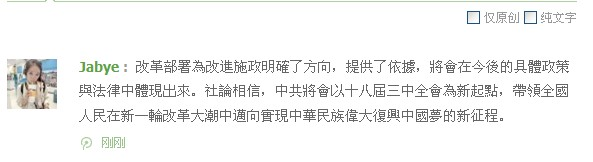 仅原创 纯文字
Jabye：改革部署為改進施政明確了方向，提供了依據，將會在今後的具體政策
與法律中體現出來。社論相信，中共將會以十八屆三中全會為新起點，帶領全國
人民在新一輪改革大潮中邁向實現中華民族偉大復興中國夢的新征程。
刚刚